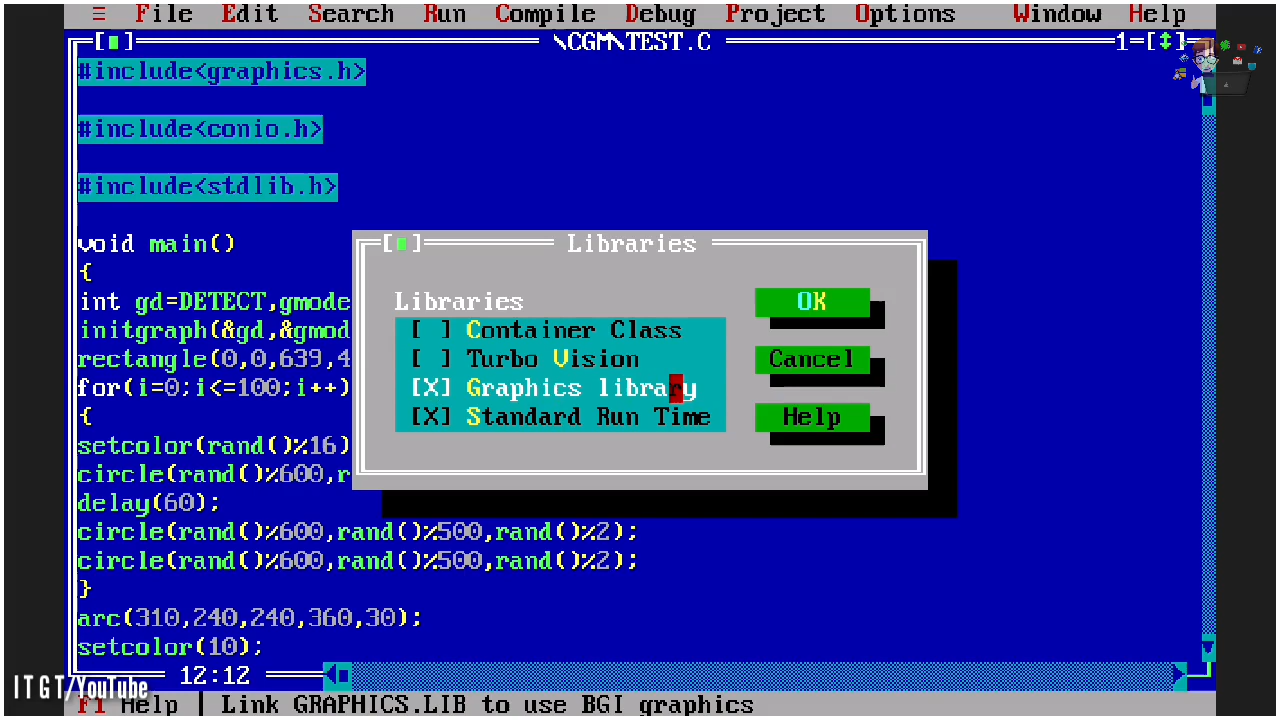 ≡ File Edit Search Run Compile Debug Project Options Window Help
\CGM\TEST.C
1=[↕]
#include<graphics.h>
#include<conio.h>
#include<stdlib.h>
void main()
{
int gd=DETECT,gmode
initgraph(&gd,&gmod
rectangle(0,0,639,4
for(i=0;i<=100;i++)
{
setcolor(rand()%16)
circle(rand()%600,r
delay(60);
circle(rand()%600,rand()%500,rand()%2);
circle(rand()%600,rand()%500,rand()%2);
}
arc(310,240,240,360,30);
setcolor(10);
12:12
Libraries
Libraries
[ ] Container Class
[ ] Turbo Vision
[X] Graphics library
[X] Standard Run Time
OK
Cancel
Help
ITGT/YouTube
F1 Help | Link GRAPHICS.LIB to use BGI graphics